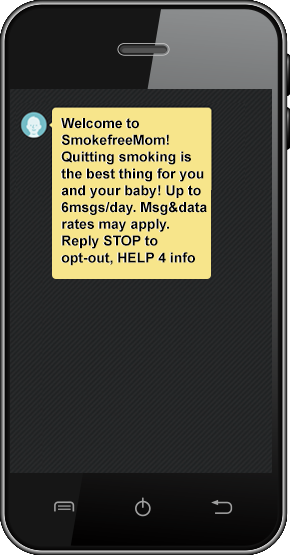 Welcome to
SmokefreeMom!
Quitting smoking is
the best thing for you
and your baby! Up to
6msgs/day. Msg&data
rates may apply.
Reply STOP to
opt-out, HELP 4 info